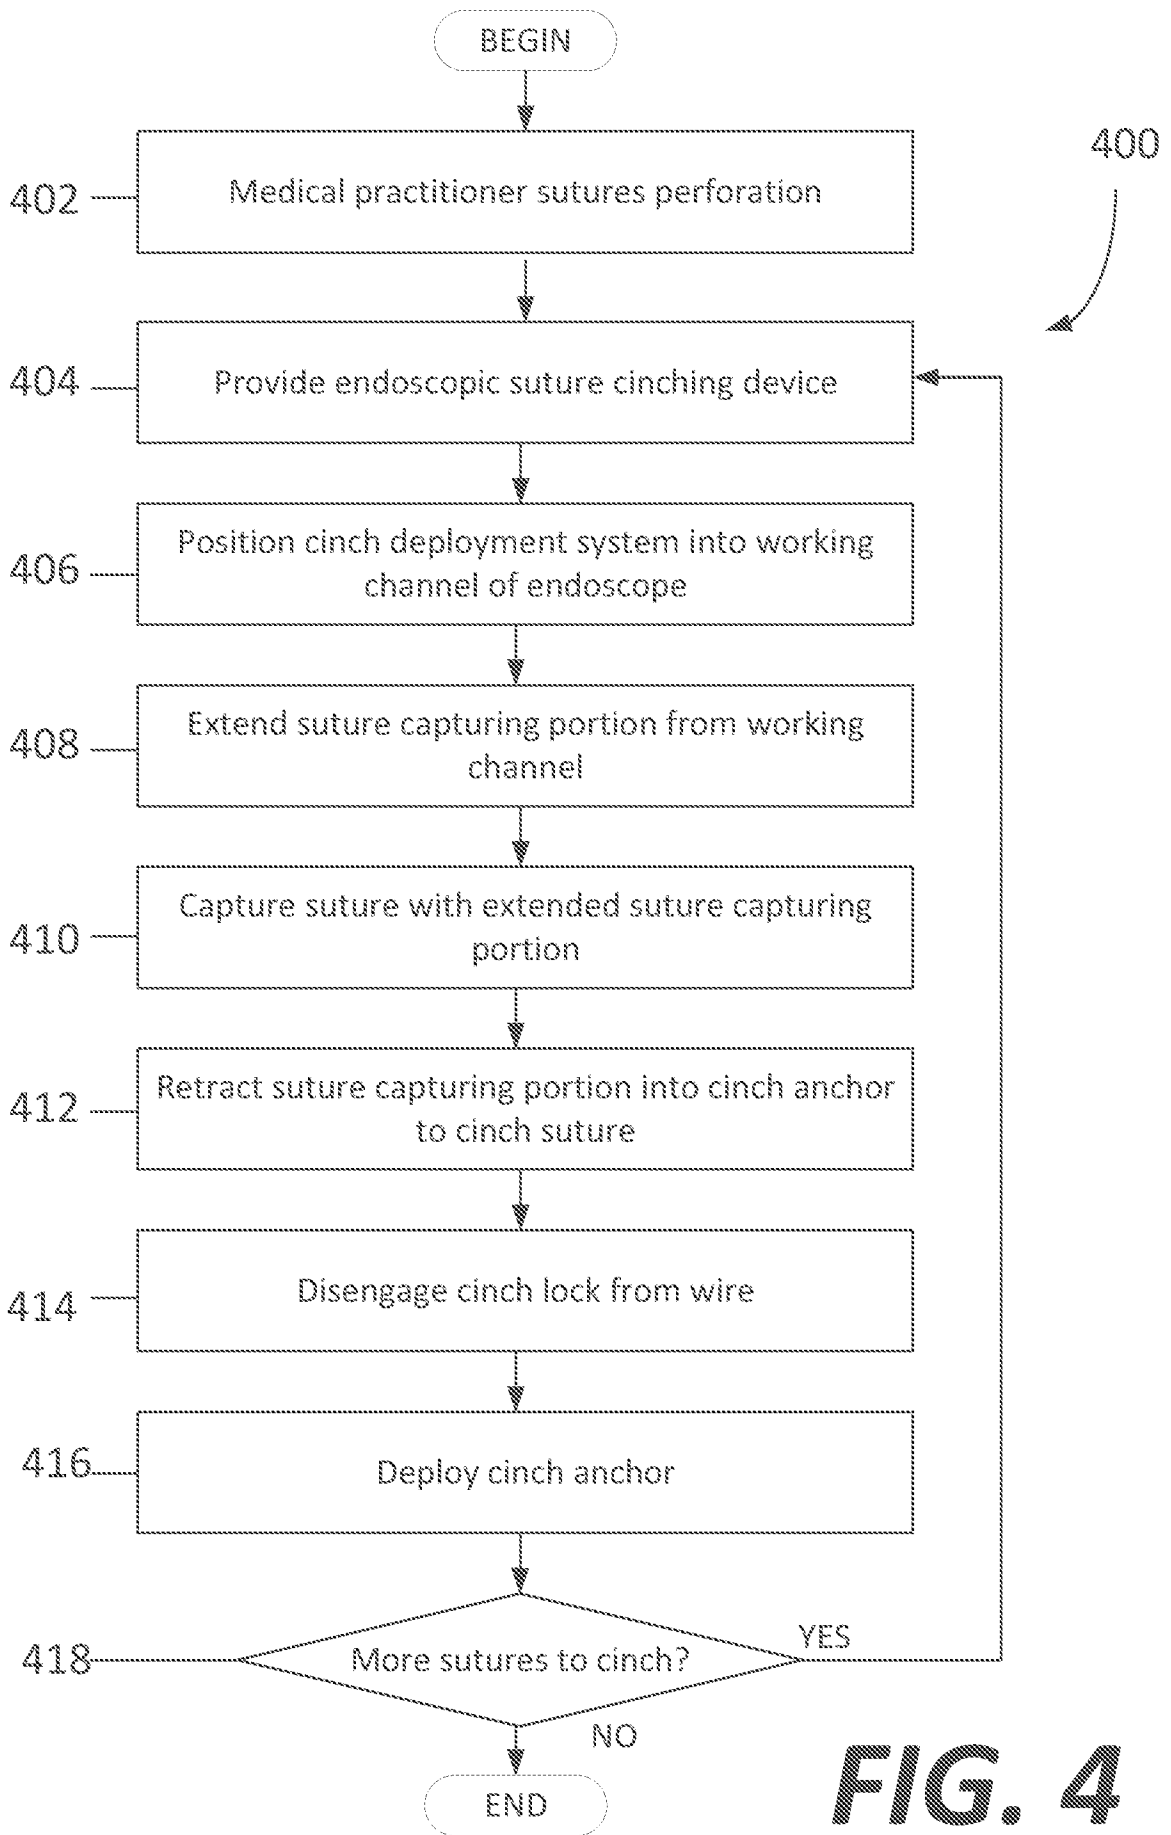 BEGIN
400
402
Medical practitioner sutures perforation
404
Provide endoscopic suture cinching device
406
Position cinch deployment system into working
channel of endoscope
408
Extend suture capturing portion from working
channel
410
Capture suture with extended suture capturing
portion
412
Retract suture capturing portion into cinch anchor
to cinch suture
414
Disengage cinch lock from wire
416
Deploy cinch anchor
418
More sutures to cinch?
YES
NO
END
FIG. 4